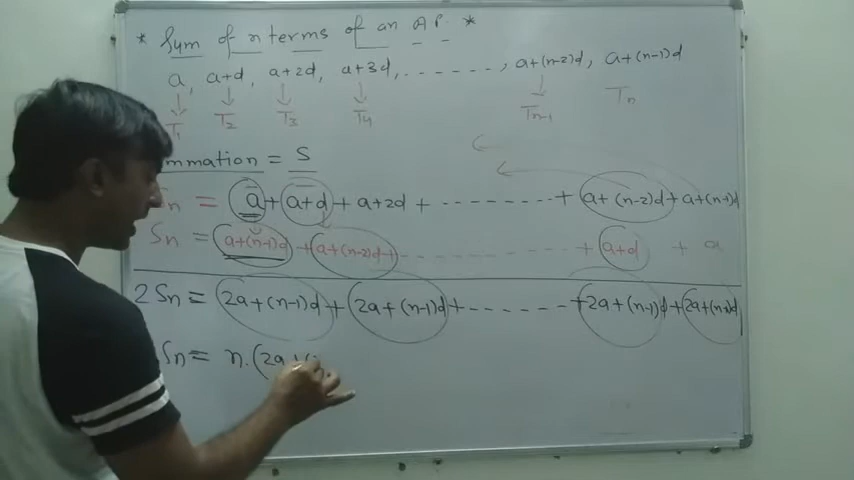 * Sum of n terms of an AP. *
a, a+d, a+2d, a+3d, ......., a+(n-2)d, a+(n-1)d
T1 T2 T3 T4 Tn-1 Tn
mmation = S
Sn = a + a+d + a+2d + -------- + a+(n-2)d + a+(n-1)d
Sn = a+(n-1)d + a+(n-2)d + ---------- + a+d + a
2Sn = 2a+(n-1)d + 2a+(n-1)d + ------ + 2a+(n-1)d + 2a+(n-1)d
Sn = n.(2a+(